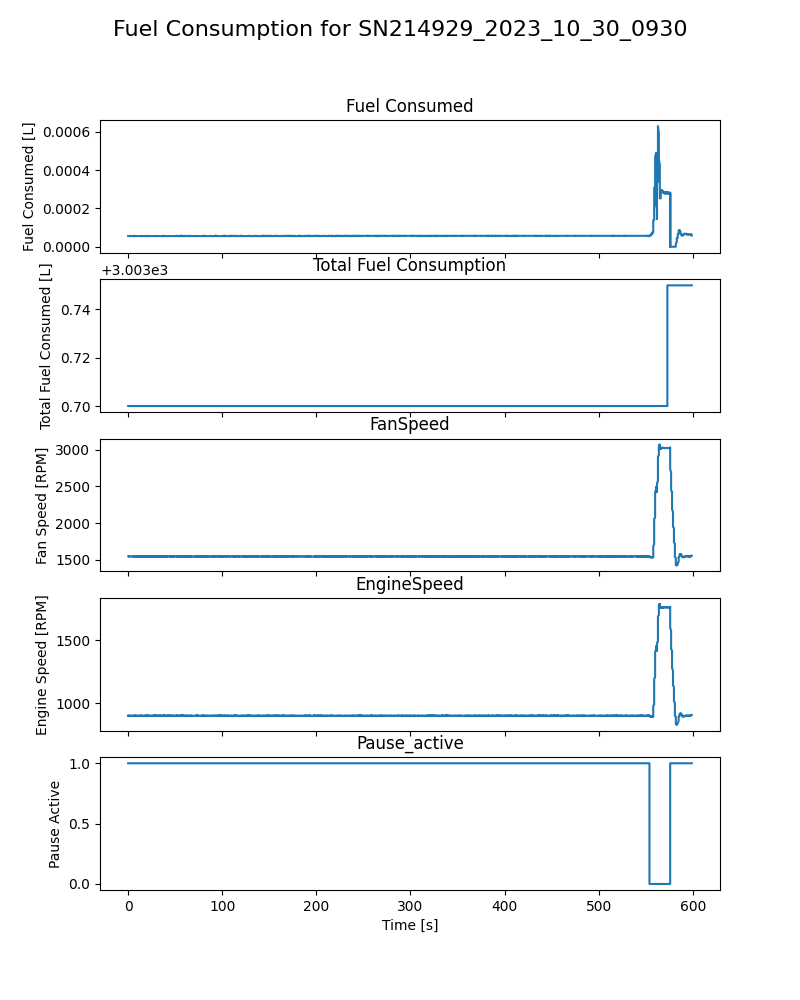 Fuel Consumption for SN214929_2023_10_30_0930
Fuel Consumed
Fuel Consumed [L]
0.0006
0.0004
0.0002
0.0000
+3.003e3
Total Fuel Consumption
Total Fuel Consumed [L]
0.74
0.72
0.70
FanSpeed
Fan Speed [RPM]
3000
2500
2000
1500
EngineSpeed
Engine Speed [RPM]
1500
1000
Pause_active
Pause Active
1.0
0.5
0.0
0 100 200 300 400 500 600
Time [s]